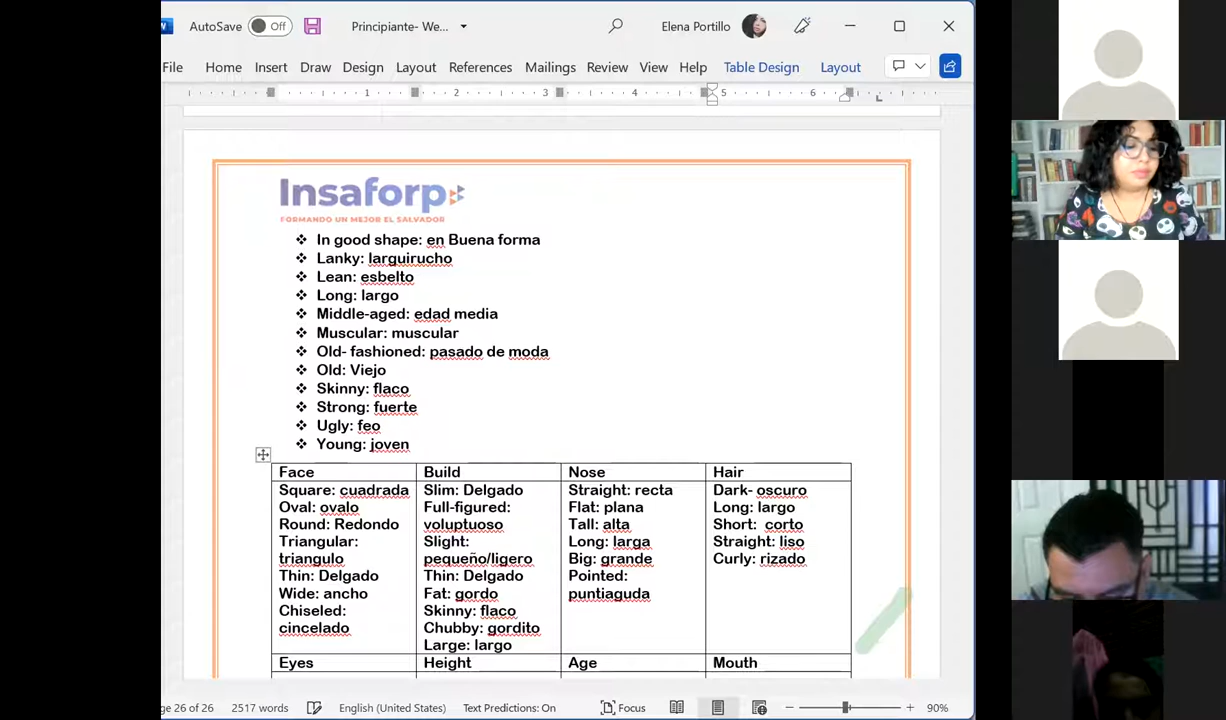 AutoSave Off Principiante- We... Elena Portillo
File Home Insert Draw Design Layout References Mailings Review View Help Table Design Layout
1 2 3 4 5 6
Insaforp
FORMANDO UN MEJOR EL SALVADOR
❖ In good shape: en Buena forma
❖ Lanky: larguirucho
❖ Lean: esbelto
❖ Long: largo
❖ Middle-aged: edad media
❖ Muscular: muscular
❖ Old- fashioned: pasado de moda
❖ Old: Viejo
❖ Skinny: flaco
❖ Strong: fuerte
❖ Ugly: feo
❖ Young: joven
Face Build Nose Hair
Square: cuadrada Slim: Delgado Straight: recta Dark- oscuro
Oval: ovalo Full-figured: Flat: plana Long: largo
Round: Redondo voluptuoso Tall: alta Short: corto
Triangular: Slight: Long: larga Straight: liso
triangulo pequeño/ligero Big: grande Curly: rizado
Thin: Delgado Thin: Delgado Pointed:
Wide: ancho Fat: gordo puntiaguda
Chiseled: Skinny: flaco
cincelado Chubby: gordito
Large: largo
Eyes Height Age Mouth
ge 26 of 26 2517 words English (United States) Text Predictions: On Focus 90%